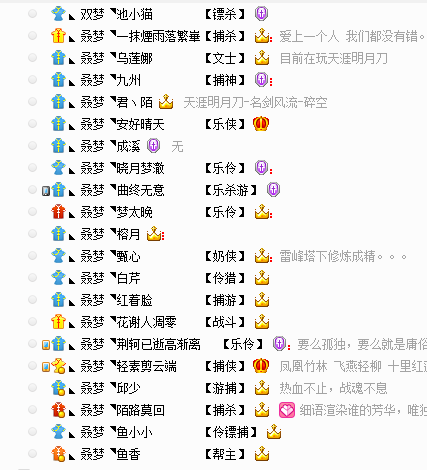 双梦 ◥池小猫 【镖杀】
叒梦 ◥一抹煙雨落繁崋【捕杀】 爱上一个人 我们都没有错。
叒梦 ◥乌莲娜 【文士】 目前在玩天涯明月刀
叒梦 ◥九州 【捕神】
叒梦 ◥君丶陌 天涯明月刀-名剑风流-碎空
叒梦 ◥安好晴天 【乐侠】
叒梦 ◥成溪 无
叒梦 ◥晓月梦澈 【乐伶】
叒梦 ◥曲终无意 【乐杀游】
叒梦 ◥梦太晚 【乐伶】
叒梦 ◥榕月
叒梦 ◥甄心 【奶侠】 雷峰塔下修炼成精。。。
叒梦 ◥白芹 【伶猎】
叒梦 ◥红着脸 【捕游】
叒梦 ◥花谢人凋零 【战斗】
叒梦 ◥荆轲已逝高渐离 【乐伶】 要么孤独，要么就是庸俗
叒梦 ◥轻素剪云端 【捕侠】 凤凰竹林 飞燕轻柳 十里红
叒梦 ◥邱少 【游捕】 热血不止，战魂不息
叒梦 ◥陌路莫回 【捕杀】 细语渲染谁的芳华，唯独
叒梦 ◥鱼小小 【伶镖捕】
叒梦 ◥鱼香 【帮主】